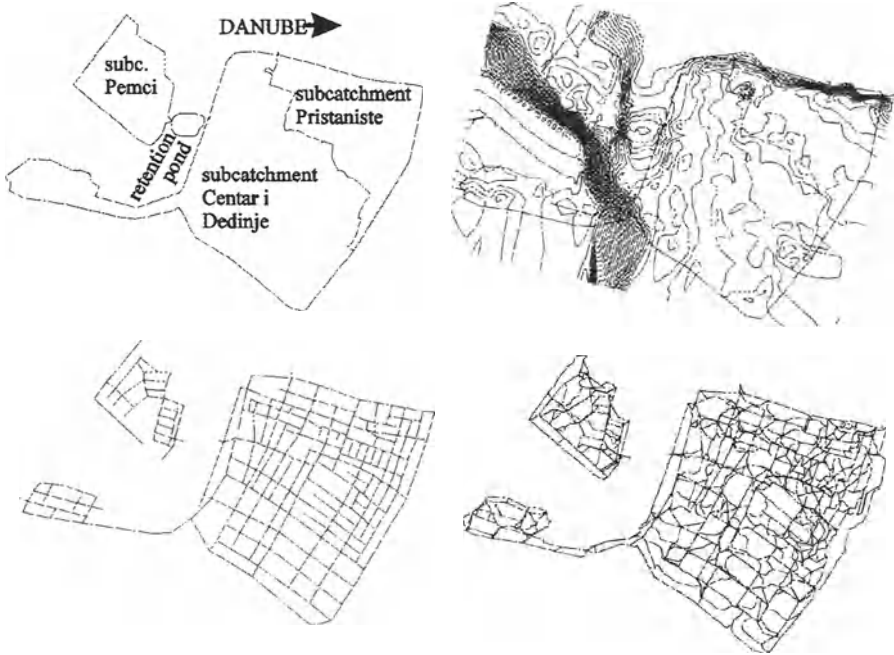 DANUBE
subc.
Pemci
subcatchment
Pristaniste
retention
pond
subcatchment
Centar i
Dedinje